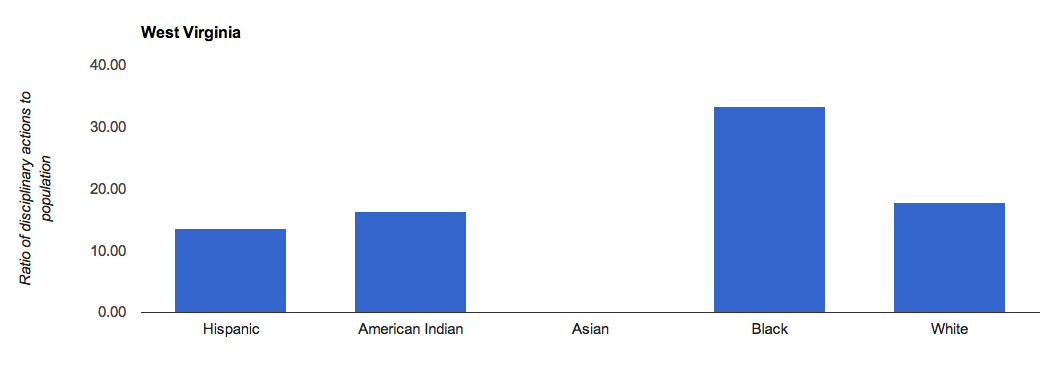 West Virginia
Ratio of disciplinary actions to
population
40.00
30.00
20.00
10.00
0.00
Hispanic
American Indian
Asian
Black
White